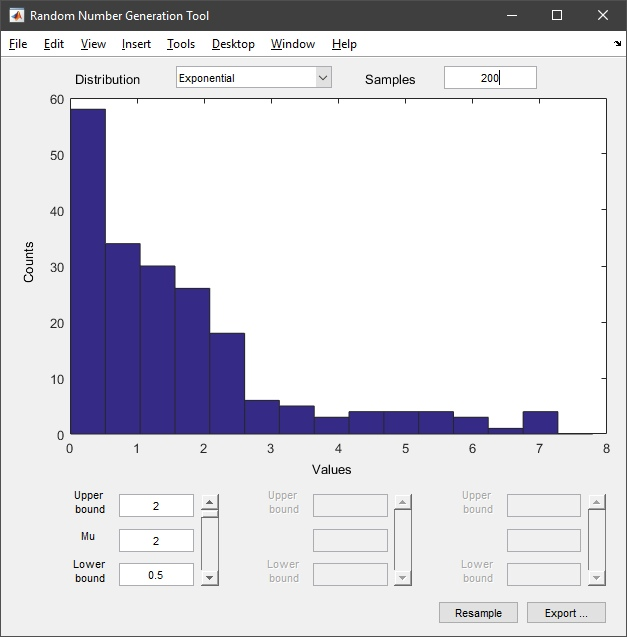 Random Number Generation Tool
File Edit View Insert Tools Desktop Window Help
Distribution Exponential Samples 200
60
50
40
30
20
10
0
Counts
0 1 2 3 4 5 6 7 8
Values
Upper bound 2 Upper bound Upper bound
Mu 2
Lower bound 0.5 Lower bound Lower bound
Resample Export ...